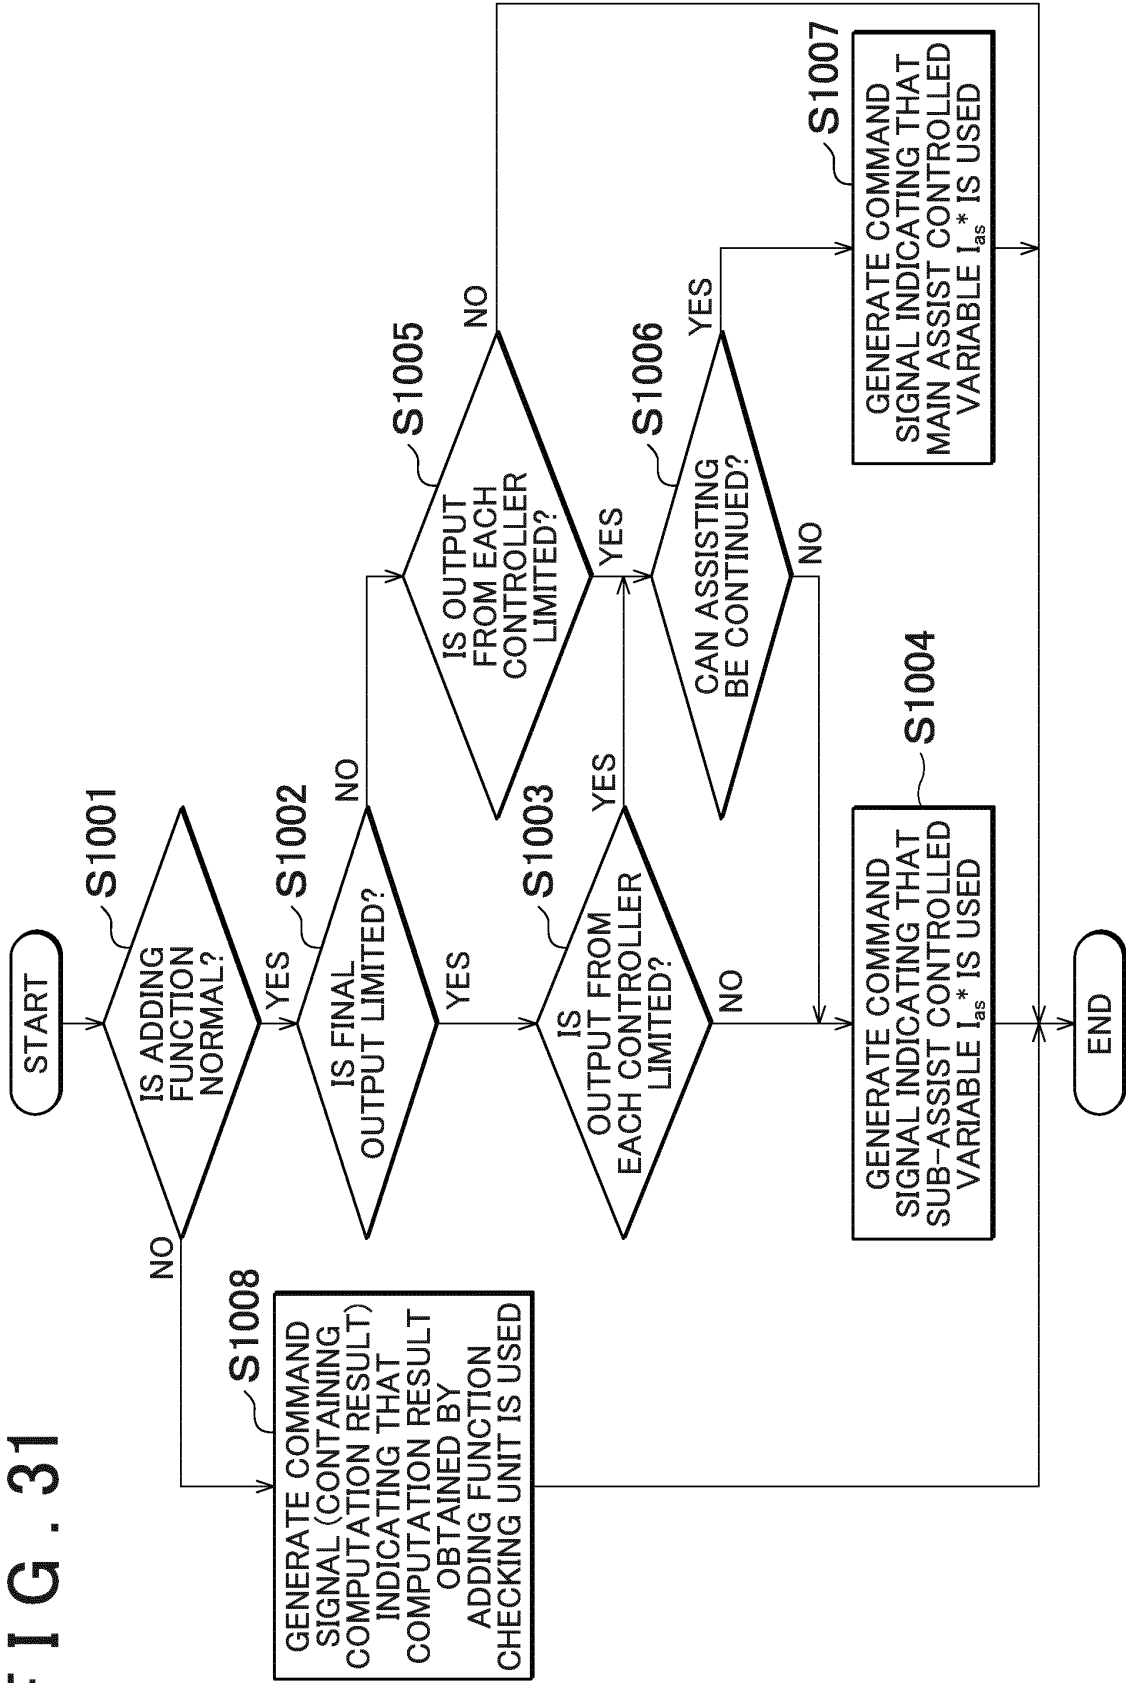 FIG. 31
START
S1001
IS ADDING
FUNCTION
NORMAL?
NO
YES
S1002
IS FINAL
OUTPUT LIMITED?
NO
YES
S1003
IS
OUTPUT FROM
EACH CONTROLLER
LIMITED?
YES
NO
S1004
GENERATE COMMAND
SIGNAL INDICATING THAT
SUB-ASSIST CONTROLLED
VARIABLE Ias* IS USED
S1005
IS OUTPUT
FROM EACH
CONTROLLER
LIMITED?
NO
YES
S1006
CAN ASSISTING
BE CONTINUED?
YES
NO
S1007
GENERATE COMMAND
SIGNAL INDICATING THAT
MAIN ASSIST CONTROLLED
VARIABLE Ias* IS USED
S1008
GENERATE COMMAND
SIGNAL (CONTAINING
COMPUTATION RESULT)
INDICATING THAT
COMPUTATION RESULT
OBTAINED BY
ADDING FUNCTION
CHECKING UNIT IS USED
END